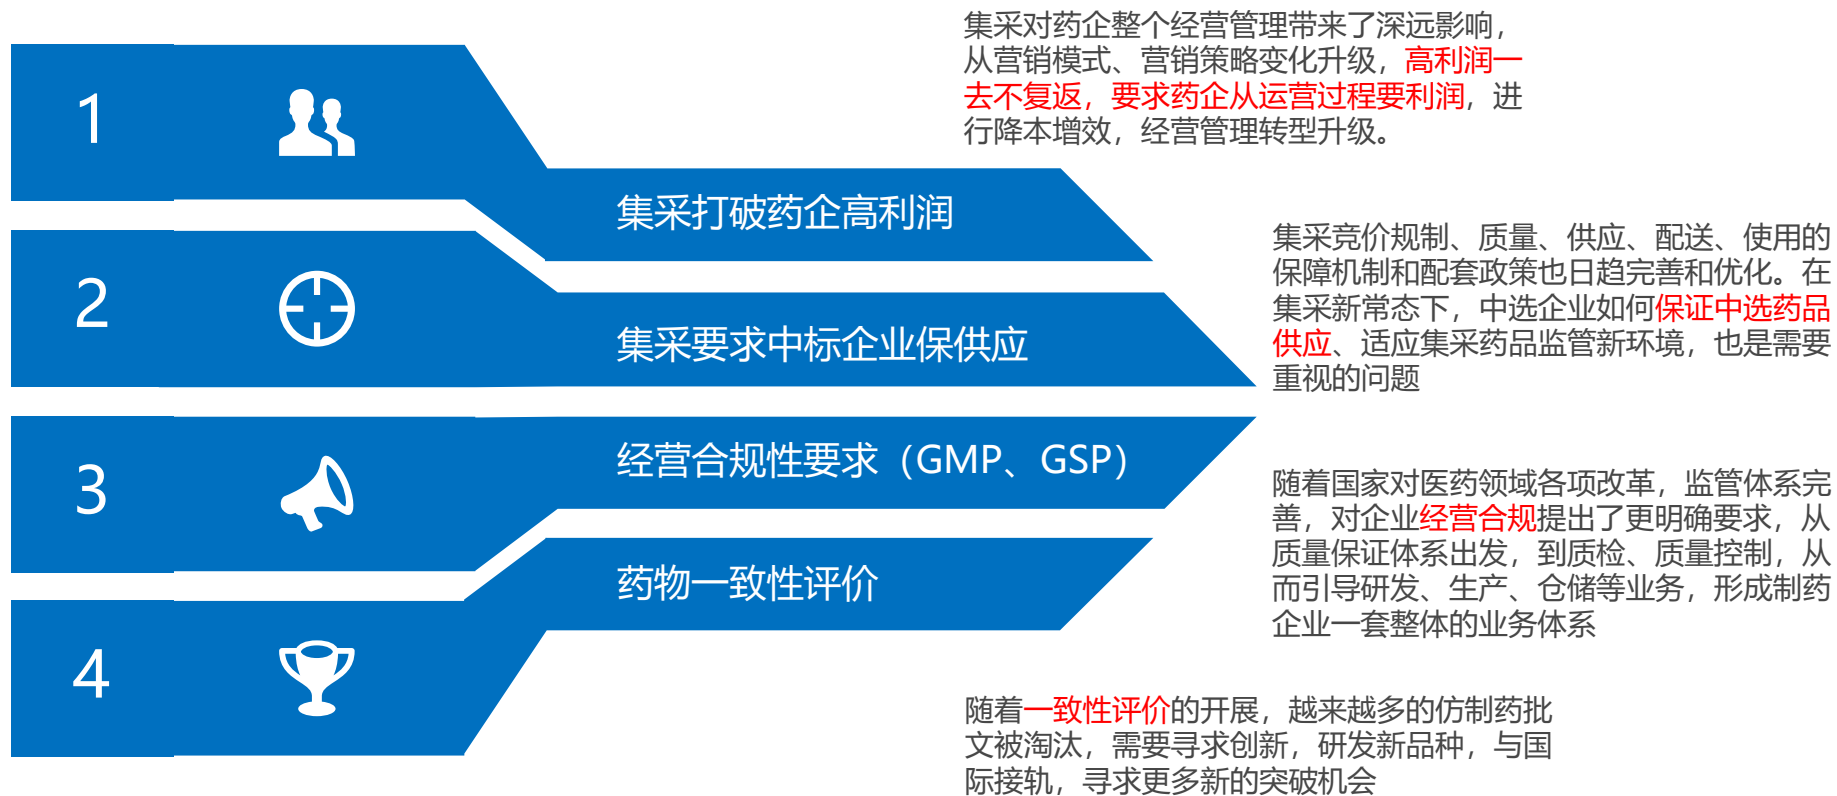 1
集采打破药企高利润
集采对药企整个经营管理带来了深远影响，
从营销模式、营销策略变化升级，高利润一
去不复返，要求药企从运营过程要利润，进
行降本增效，经营管理转型升级。
2
集采要求中标企业保供应
集采竞价规制、质量、供应、配送、使用的
保障机制和配套政策也日趋完善和优化。在
集采新常态下，中选企业如何保证中选药品
供应、适应集采药品监管新环境，也是需要
重视的问题
3
经营合规性要求（GMP、GSP）
随着国家对医药领域各项改革，监管体系完
善，对企业经营合规提出了更明确要求，从
质量保证体系出发，到质检、质量控制，从
而引导研发、生产、仓储等业务，形成制药
企业一套整体的业务体系
4
药物一致性评价
随着一致性评价的开展，越来越多的仿制药批
文被淘汰，需要寻求创新，研发新品种，与国
际接轨，寻求更多新的突破机会